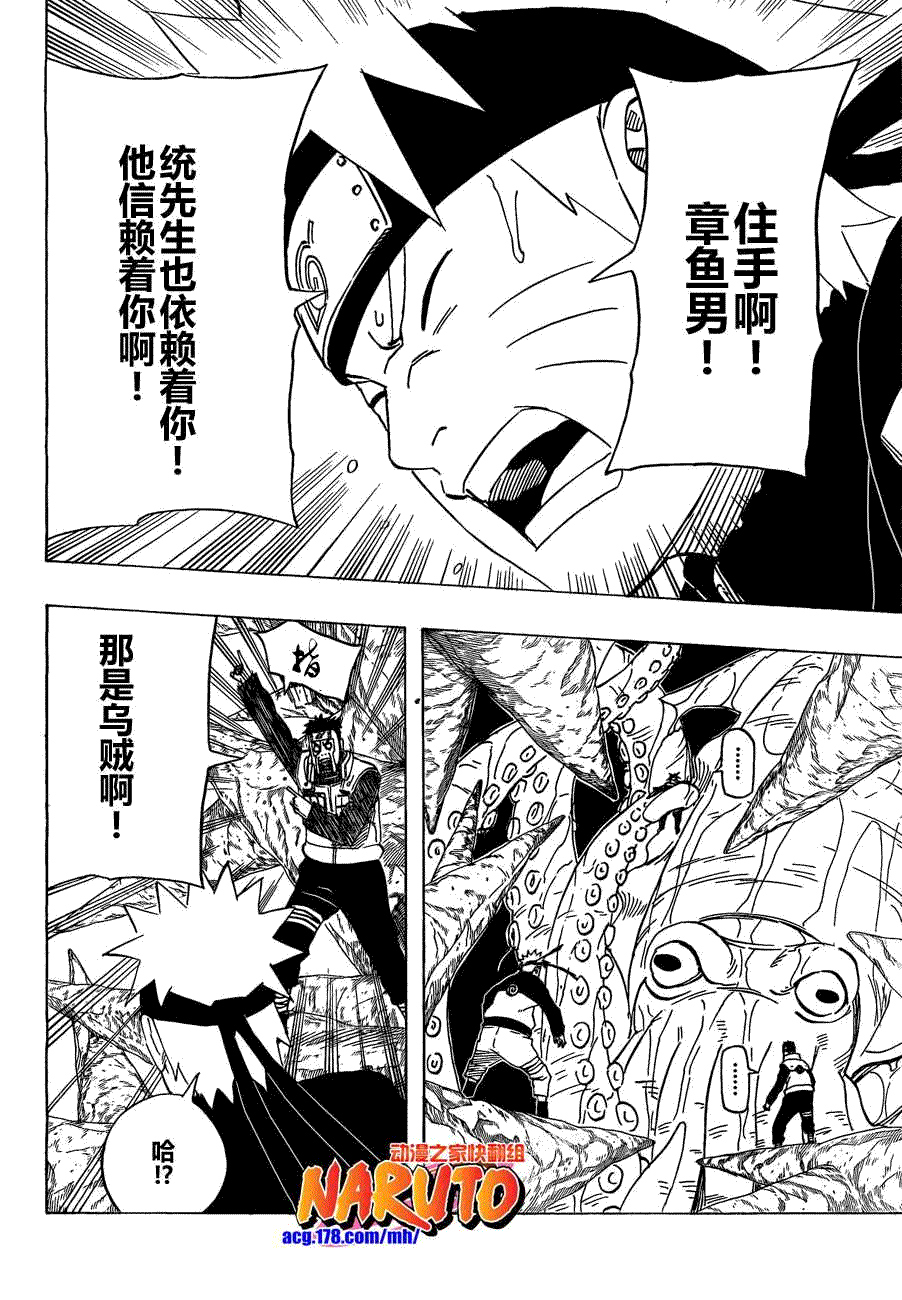 住手啊！
章鱼男！
统先生也依赖着你！
他信赖着你啊！
……
……
指
那是乌贼啊！
哈!?
动漫之家快翻组
NARUTO
acg.178.com/mh/